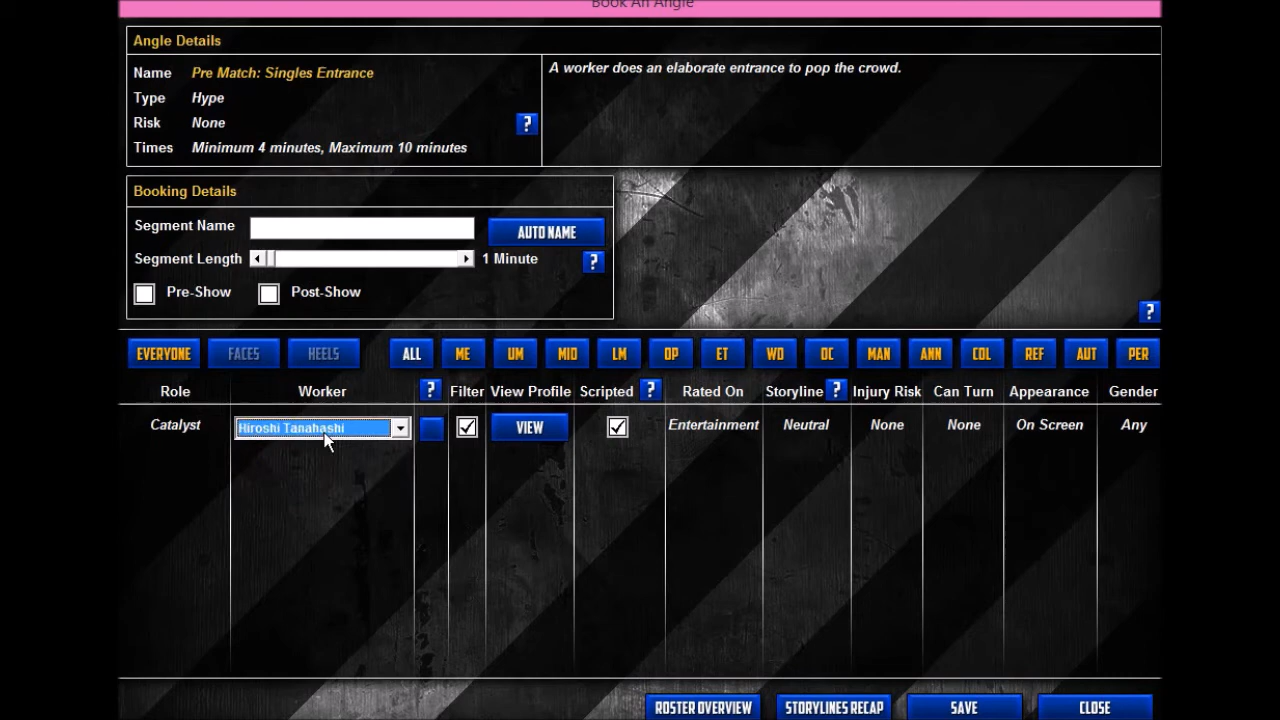 Book An Angle
Angle Details
Name Pre Match: Singles Entrance
Type Hype
Risk None
?
Times Minimum 4 minutes, Maximum 10 minutes
A worker does an elaborate entrance to pop the crowd.
Booking Details
Segment Name AUTO NAME
Segment Length 1 Minute ?
Pre-Show Post-Show
?
EVERYONE FACES HEELS ALL ME UM MID LM OP ET WO OC MAN ANN COL REF AUT PER
Role Worker ? Filter View Profile Scripted ? Rated On Storyline ? Injury Risk Can Turn Appearance Gender
Catalyst Hiroshi Tanahashi VIEW Entertainment Neutral None None On Screen Any
ROSTER OVERVIEW STORYLINES RECAP SAVE CLOSE